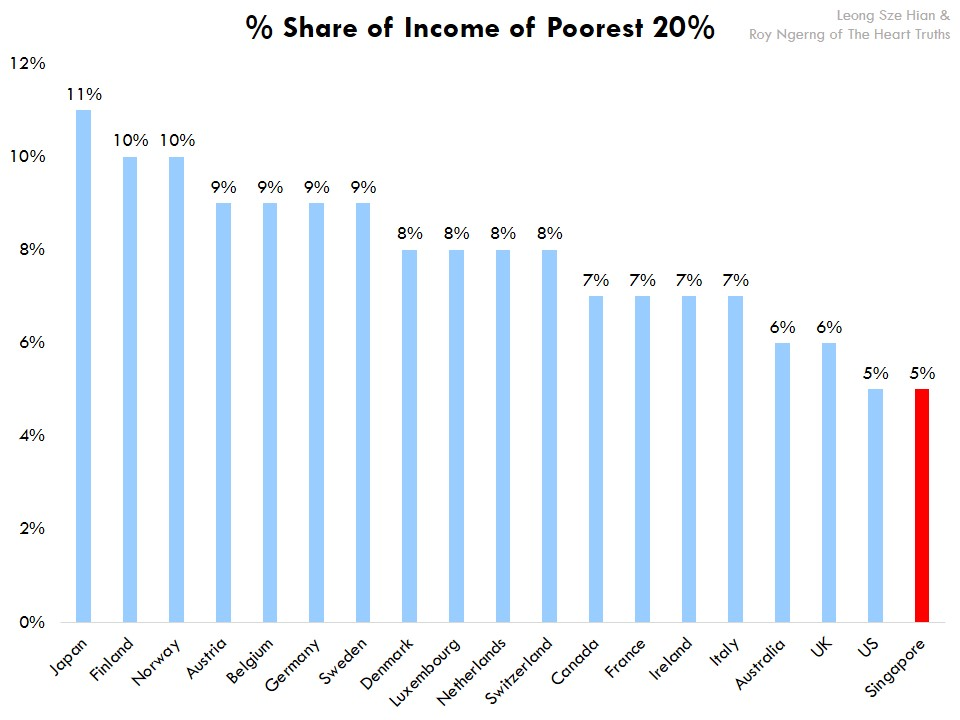 % Share of Income of Poorest 20%
Leong Sze Hian &
Roy Ngerng of The Heart Truths
12%
10%
8%
6%
4%
2%
0%
11%
10%
10%
9%
9%
9%
9%
8%
8%
8%
8%
7%
7%
7%
7%
6%
6%
5%
5%
Japan
Finland
Norway
Austria
Belgium
Germany
Sweden
Denmark
Luxembourg
Netherlands
Switzerland
Canada
France
Ireland
Italy
Australia
UK
US
Singapore